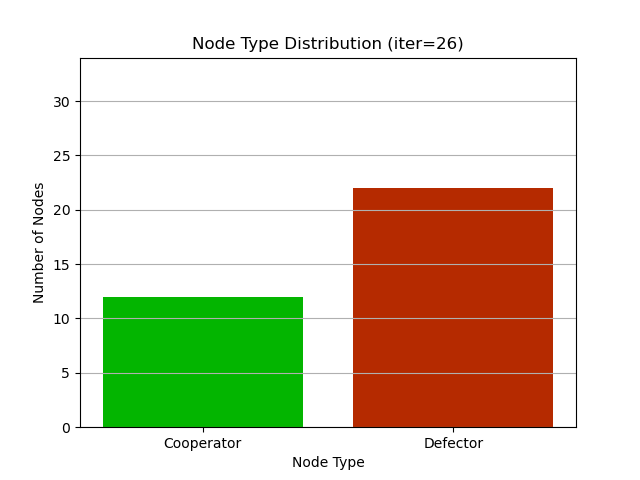 Node Type Distribution (iter=26)
Number of Nodes
30
25
20
15
10
5
0
Cooperator
Defector
Node Type